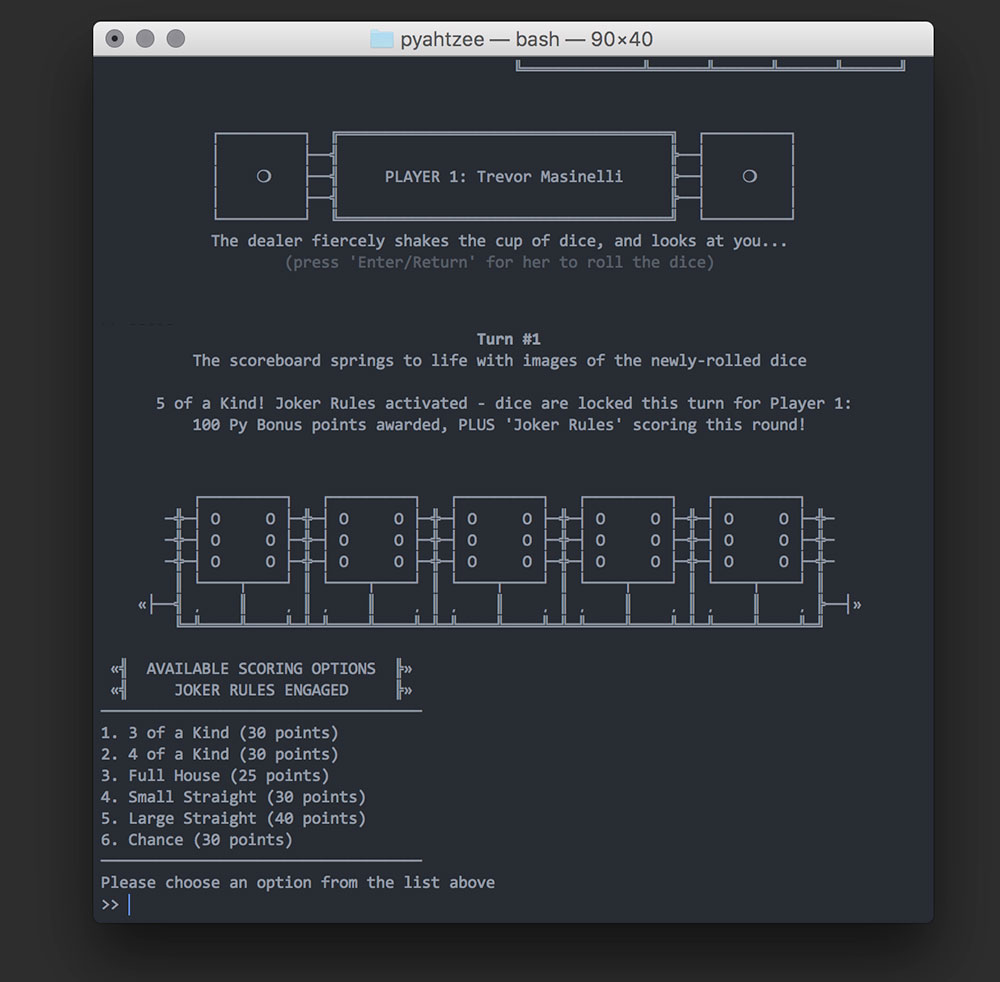 pyahtzee — bash — 90×40
PLAYER 1: Trevor Masinelli
The dealer fiercely shakes the cup of dice, and looks at you...
(press 'Enter/Return' for her to roll the dice)
Turn #1
The scoreboard springs to life with images of the newly-rolled dice
5 of a Kind! Joker Rules activated - dice are locked this turn for Player 1:
100 Py Bonus points awarded, PLUS 'Joker Rules' scoring this round!
O O O O O O O O O O
O O O O O O O O O O
O O O O O O O O O O
« »
«╣ AVAILABLE SCORING OPTIONS ╠»
«╣ JOKER RULES ENGAGED ╠»
1. 3 of a Kind (30 points)
2. 4 of a Kind (30 points)
3. Full House (25 points)
4. Small Straight (30 points)
5. Large Straight (40 points)
6. Chance (30 points)
Please choose an option from the list above
>>